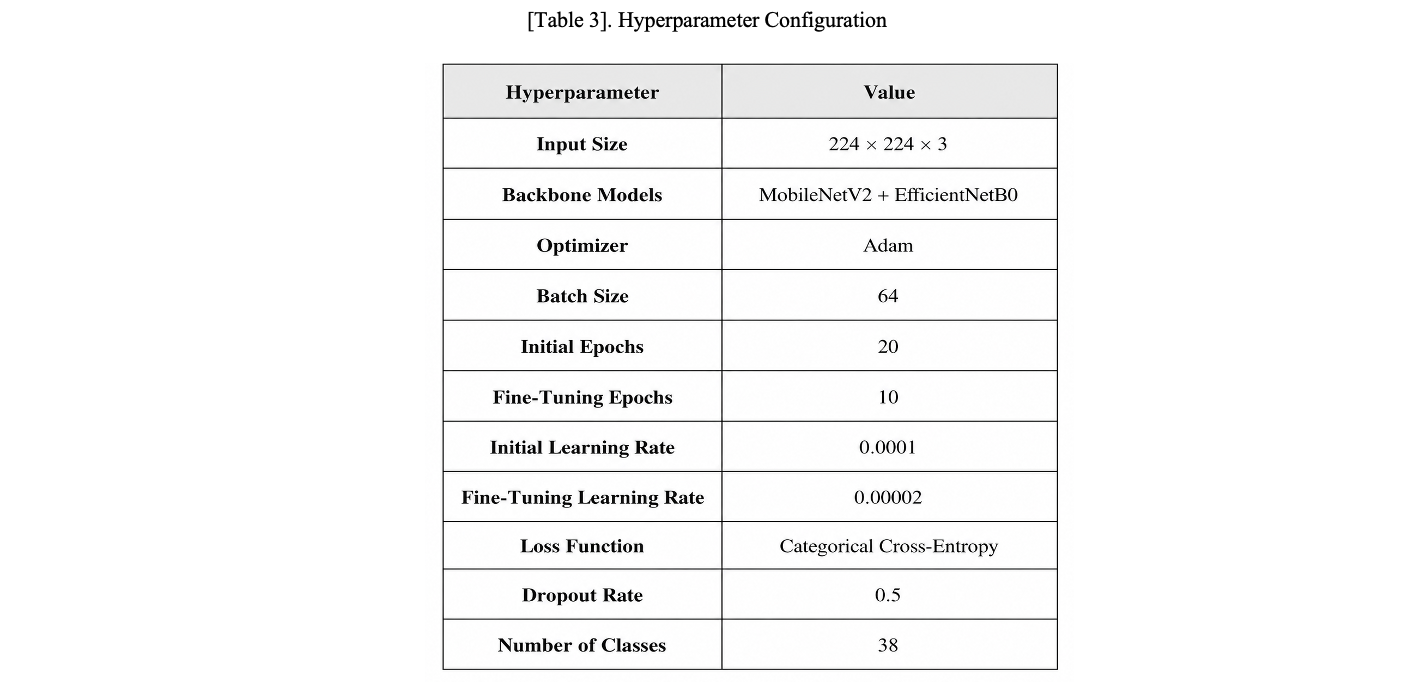 [Table 3]. Hyperparameter Configuration
Hyperparameter Value
Input Size 224 × 224 × 3
Backbone Models MobileNetV2 + EfficientNetB0
Optimizer Adam
Batch Size 64
Initial Epochs 20
Fine-Tuning Epochs 10
Initial Learning Rate 0.0001
Fine-Tuning Learning Rate 0.00002
Loss Function Categorical Cross-Entropy
Dropout Rate 0.5
Number of Classes 38